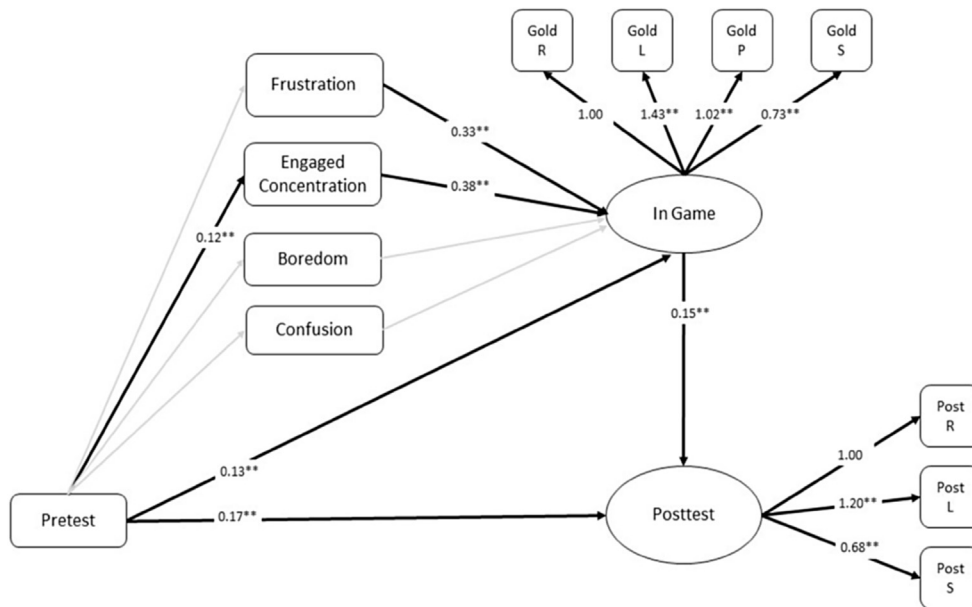 Gold
R
Gold
L
Gold
P
Gold
S
Frustration
1.00
1.43**
1.02**
0.73**
0.33**
Engaged
Concentration
0.38**
In Game
0.12**
Boredom
Confusion
0.15**
Post
R
1.00
0.13**
Pretest
0.17**
Posttest
1.20**
Post
L
0.68**
Post
S